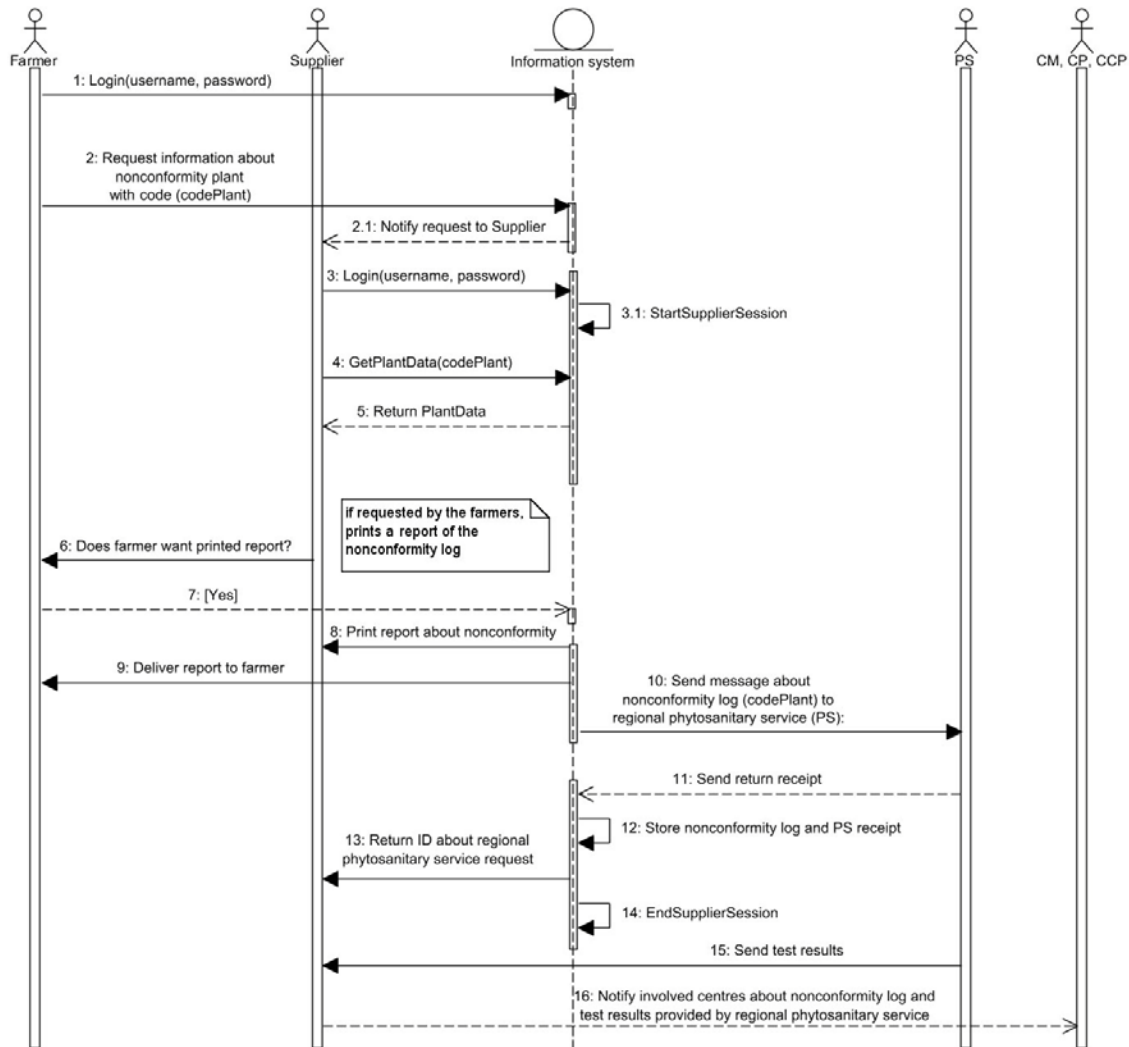 Farmer
Supplier
Information system
PS
CM, CP, CCP
1: Login(username, password)
2: Request information about
nonconformity plant
with code (codePlant)
2.1: Notify request to Supplier
3: Login(username, password)
3.1: StartSupplierSession
4: GetPlantData(codePlant)
5: Return PlantData
if requested by the farmers,
prints a report of the
nonconformity log
6: Does farmer want printed report?
7: [Yes]
8: Print report about nonconformity
9: Deliver report to farmer
10: Send message about
nonconformity log (codePlant) to
regional phytosanitary service (PS):
11: Send return receipt
12: Store nonconformity log and PS receipt
13: Return ID about regional
phytosanitary service request
14: EndSupplierSession
15: Send test results
16: Notify involved centres about nonconformity log and
test results provided by regional phytosanitary service